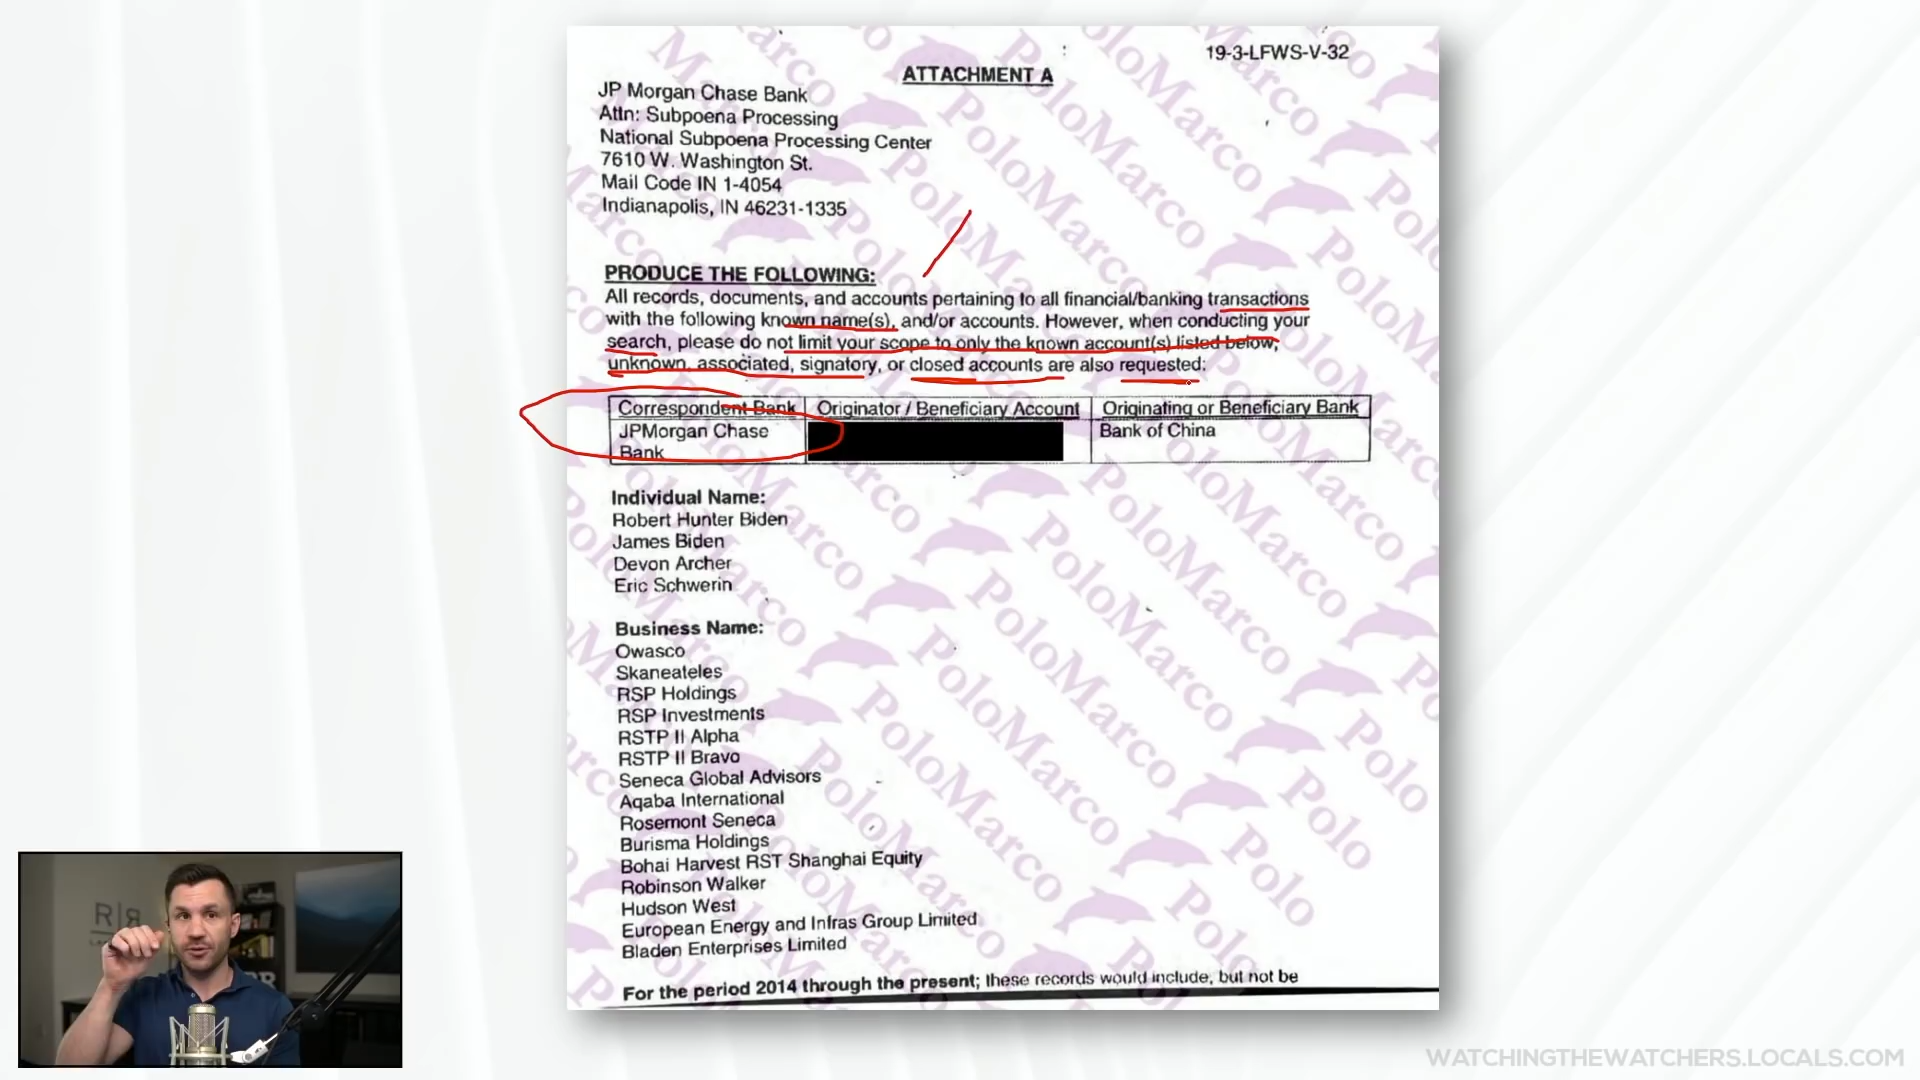 19-3-LFWS-V-32
ATTACHMENT A
JP Morgan Chase Bank
Attn: Subpoena Processing
National Subpoena Processing Center
7610 W. Washington St.
Mail Code IN 1-4054
Indianapolis, IN 46231-1335
PRODUCE THE FOLLOWING:
All records, documents, and accounts pertaining to all financial/banking transactions
with the following known name(s), and/or accounts. However, when conducting your
search, please do not limit your scope to only the known account(s) listed below;
unknown, associated, signatory, or closed accounts are also requested:
Correspondent Bank Originator / Beneficiary Account Originating or Beneficiary Bank
JPMorgan Chase Bank of China
Bank
Individual Name:
Robert Hunter Biden
James Biden
Devon Archer
Eric Schwerin
Business Name:
Owasco
Skaneateles
RSP Holdings
RSP Investments
RSTP II Alpha
RSTP II Bravo
Seneca Global Advisors
Aqaba International
Rosemont Seneca
Burisma Holdings
Bohai Harvest RST Shanghai Equity
Robinson Walker
Hudson West
European Energy and Infras Group Limited
Bladen Enterprises Limited
For the period 2014 through the present; these records would include, but not be
PoloMarco
R|R
WATCHINGTHEWATCHERS.LOCALS.COM